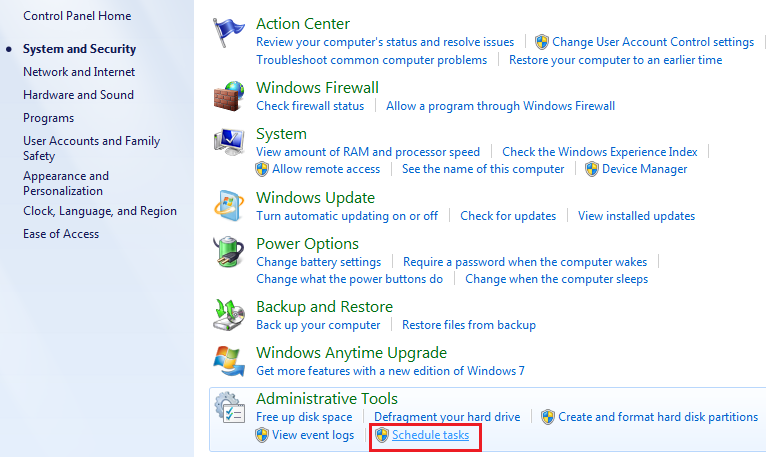 Control Panel Home
System and Security
Network and Internet
Hardware and Sound
Programs
User Accounts and Family
Safety
Appearance and
Personalization
Clock, Language, and Region
Ease of Access
Action Center
Review your computer's status and resolve issues
Change User Account Control settings
Troubleshoot common computer problems
Restore your computer to an earlier time
Windows Firewall
Check firewall status
Allow a program through Windows Firewall
System
View amount of RAM and processor speed
Check the Windows Experience Index
Allow remote access
See the name of this computer
Device Manager
Windows Update
Turn automatic updating on or off
Check for updates
View installed updates
Power Options
Change battery settings
Require a password when the computer wakes
Change what the power buttons do
Change when the computer sleeps
Backup and Restore
Back up your computer
Restore files from backup
Windows Anytime Upgrade
Get more features with a new edition of Windows 7
Administrative Tools
Free up disk space
Defragment your hard drive
Create and format hard disk partitions
View event logs
Schedule tasks